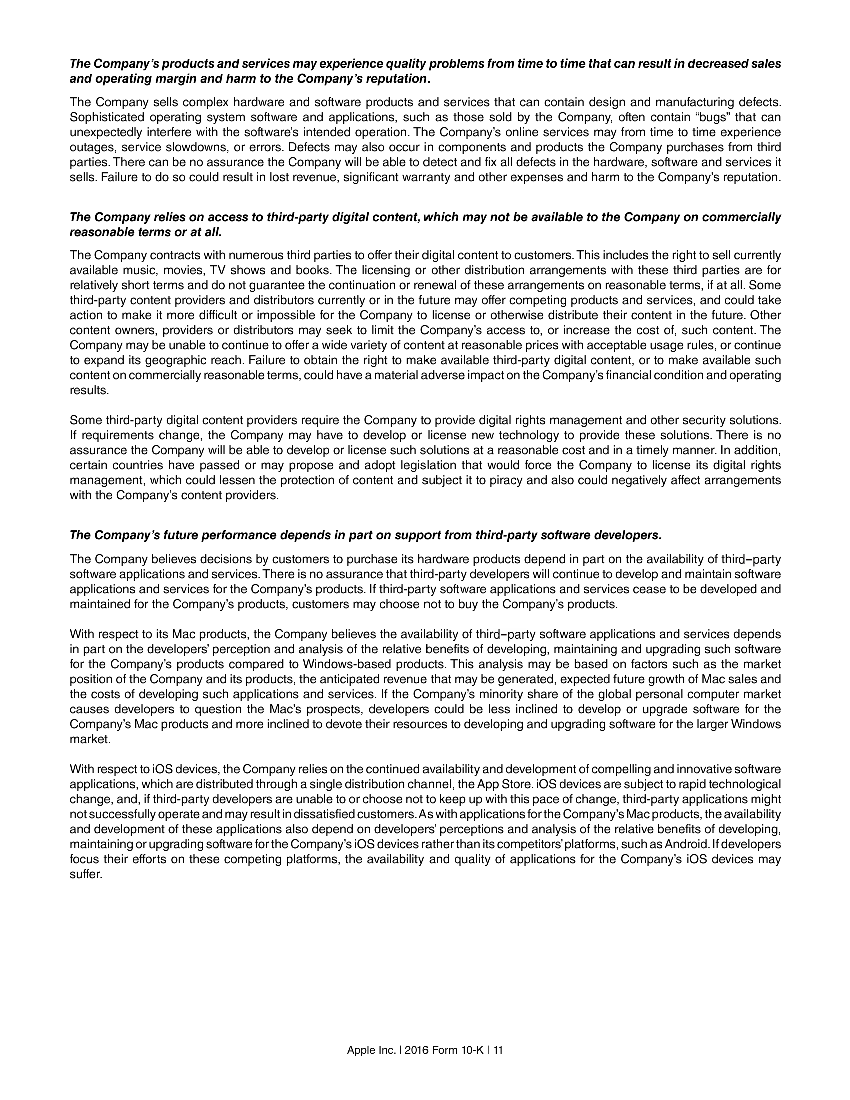 The Company’s products and services may experience quality problems from time to time that can result in decreased sales
and operating margin and harm to the Company’s reputation.
The Company sells complex hardware and software products and services that can contain design and manufacturing defects.
Sophisticated operating system software and applications, such as those sold by the Company, often contain “bugs” that can
unexpectedly interfere with the software’s intended operation. The Company’s online services may from time to time experience
outages, service slowdowns, or errors. Defects may also occur in components and products the Company purchases from third
parties. There can be no assurance the Company will be able to detect and fix all defects in the hardware, software and services it
sells. Failure to do so could result in lost revenue, significant warranty and other expenses and harm to the Company’s reputation.
The Company relies on access to third-party digital content, which may not be available to the Company on commercially
reasonable terms or at all.
The Company contracts with numerous third parties to offer their digital content to customers. This includes the right to sell currently
available music, movies, TV shows and books. The licensing or other distribution arrangements with these third parties are for
relatively short terms and do not guarantee the continuation or renewal of these arrangements on reasonable terms, if at all. Some
third-party content providers and distributors currently or in the future may offer competing products and services, and could take
action to make it more difficult or impossible for the Company to license or otherwise distribute their content in the future. Other
content owners, providers or distributors may seek to limit the Company’s access to, or increase the cost of, such content. The
Company may be unable to continue to offer a wide variety of content at reasonable prices with acceptable usage rules, or continue
to expand its geographic reach. Failure to obtain the right to make available third-party digital content, or to make available such
content on commercially reasonable terms, could have a material adverse impact on the Company’s financial condition and operating
results.
Some third-party digital content providers require the Company to provide digital rights management and other security solutions.
If requirements change, the Company may have to develop or license new technology to provide these solutions. There is no
assurance the Company will be able to develop or license such solutions at a reasonable cost and in a timely manner. In addition,
certain countries have passed or may propose and adopt legislation that would force the Company to license its digital rights
management, which could lessen the protection of content and subject it to piracy and also could negatively affect arrangements
with the Company’s content providers.
The Company’s future performance depends in part on support from third-party software developers.
The Company believes decisions by customers to purchase its hardware products depend in part on the availability of third–party
software applications and services. There is no assurance that third-party developers will continue to develop and maintain software
applications and services for the Company’s products. If third-party software applications and services cease to be developed and
maintained for the Company’s products, customers may choose not to buy the Company’s products.
With respect to its Mac products, the Company believes the availability of third–party software applications and services depends
in part on the developers’ perception and analysis of the relative benefits of developing, maintaining and upgrading such software
for the Company’s products compared to Windows-based products. This analysis may be based on factors such as the market
position of the Company and its products, the anticipated revenue that may be generated, expected future growth of Mac sales and
the costs of developing such applications and services. If the Company’s minority share of the global personal computer market
causes developers to question the Mac’s prospects, developers could be less inclined to develop or upgrade software for the
Company’s Mac products and more inclined to devote their resources to developing and upgrading software for the larger Windows
market.
With respect to iOS devices, the Company relies on the continued availability and development of compelling and innovative software
applications, which are distributed through a single distribution channel, the App Store. iOS devices are subject to rapid technological
change, and, if third-party developers are unable to or choose not to keep up with this pace of change, third-party applications might
not successfully operate and may result in dissatisfied customers. As with applications for the Company’s Mac products, the availability
and development of these applications also depend on developers’ perceptions and analysis of the relative benefits of developing,
maintaining or upgrading software for the Company’s iOS devices rather than its competitors’ platforms, such as Android. If developers
focus their efforts on these competing platforms, the availability and quality of applications for the Company’s iOS devices may
suffer.
Apple Inc. | 2016 Form 10-K | 11